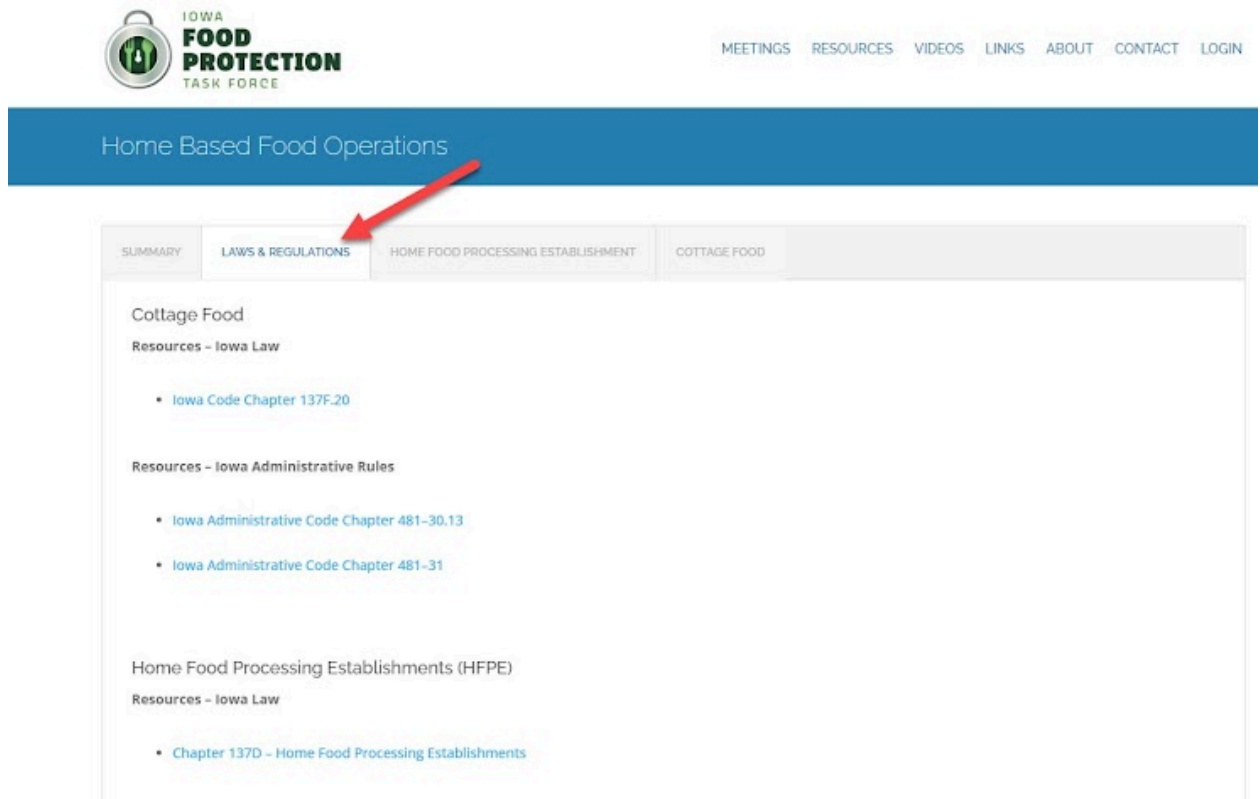 IOWA
FOOD
PROTECTION
TASK FORCE
MEETINGS RESOURCES VIDEOS LINKS ABOUT CONTACT LOGIN
Home Based Food Operations
SUMMARY LAWS & REGULATIONS HOME FOOD PROCESSING ESTABLISHMENT COTTAGE FOOD
Cottage Food
Resources – Iowa Law
• Iowa Code Chapter 137F.20
Resources – Iowa Administrative Rules
• Iowa Administrative Code Chapter 481–30.13
• Iowa Administrative Code Chapter 481–31
Home Food Processing Establishments (HFPE)
Resources – Iowa Law
• Chapter 137D – Home Food Processing Establishments